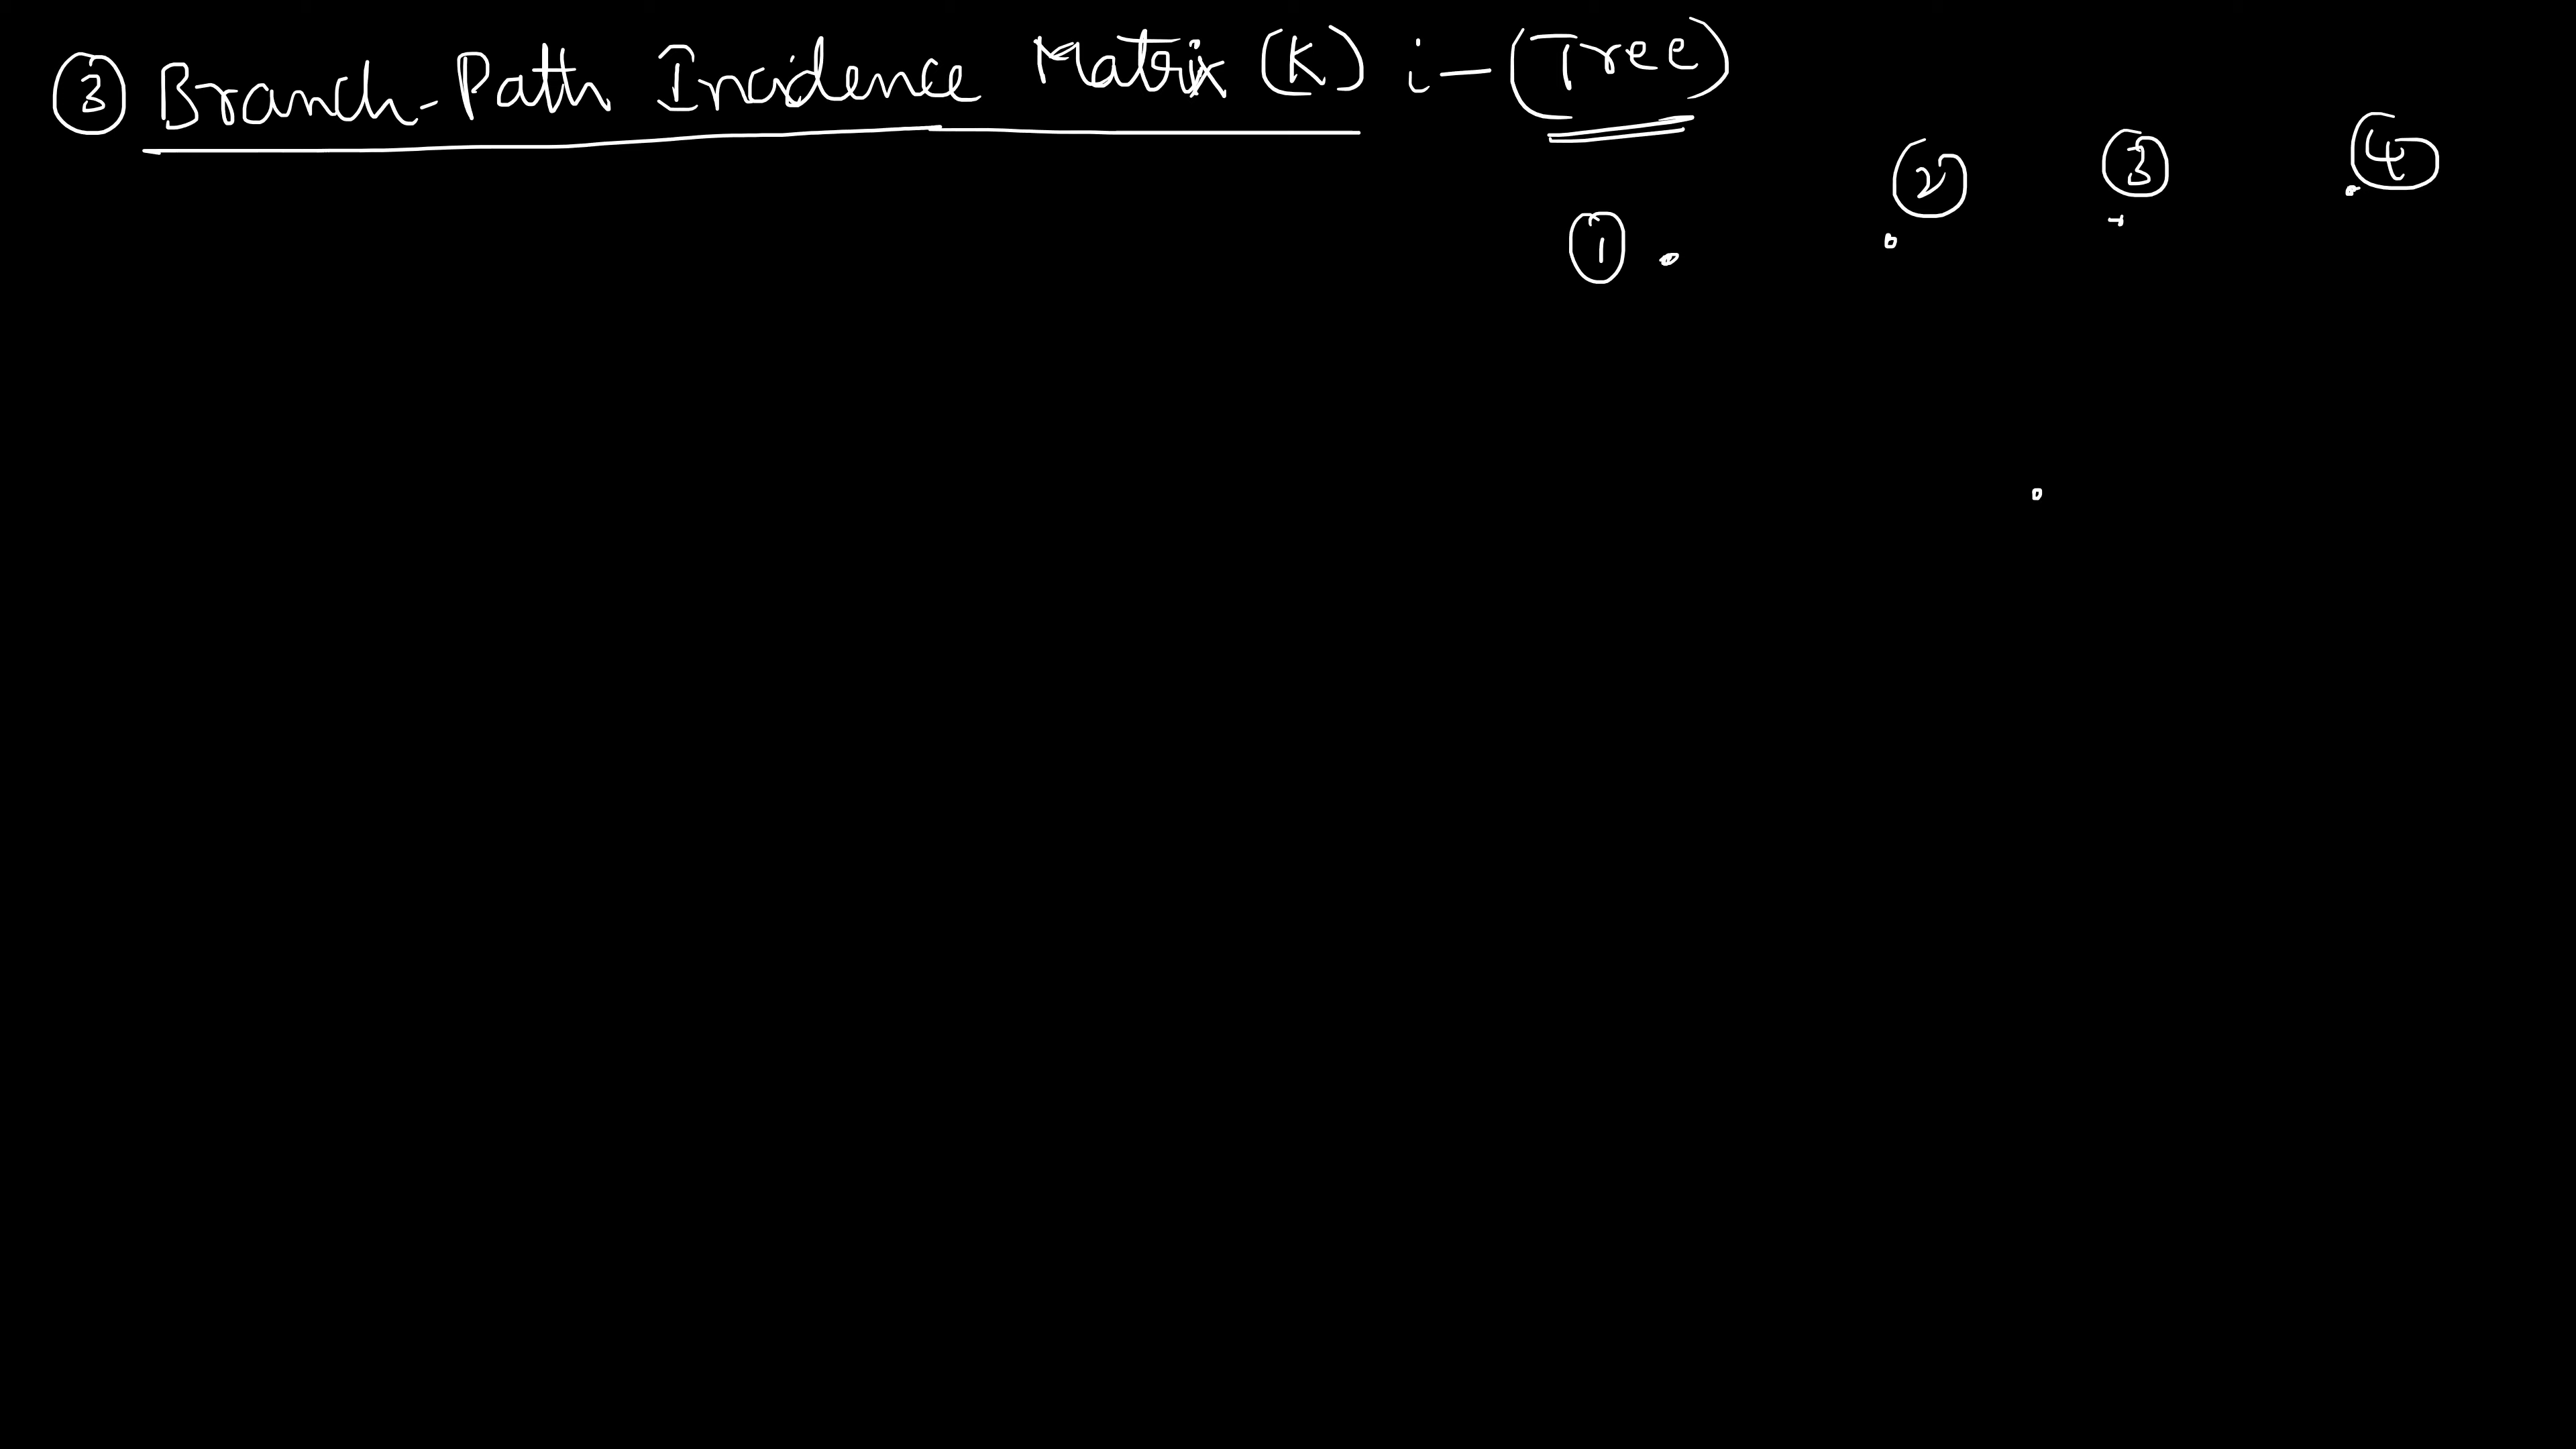 ③ Branch-Path Incidence Matrix (K) :- (Tree)
① ② ③ ④